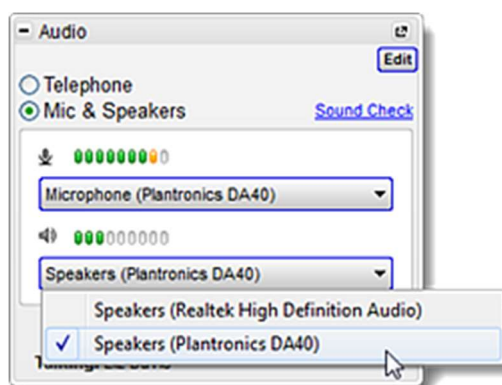 Audio
Edit
Telephone
Mic & Speakers Sound Check
Microphone (Plantronics DA40)
Speakers (Plantronics DA40)
Speakers (Realtek High Definition Audio)
Speakers (Plantronics DA40)